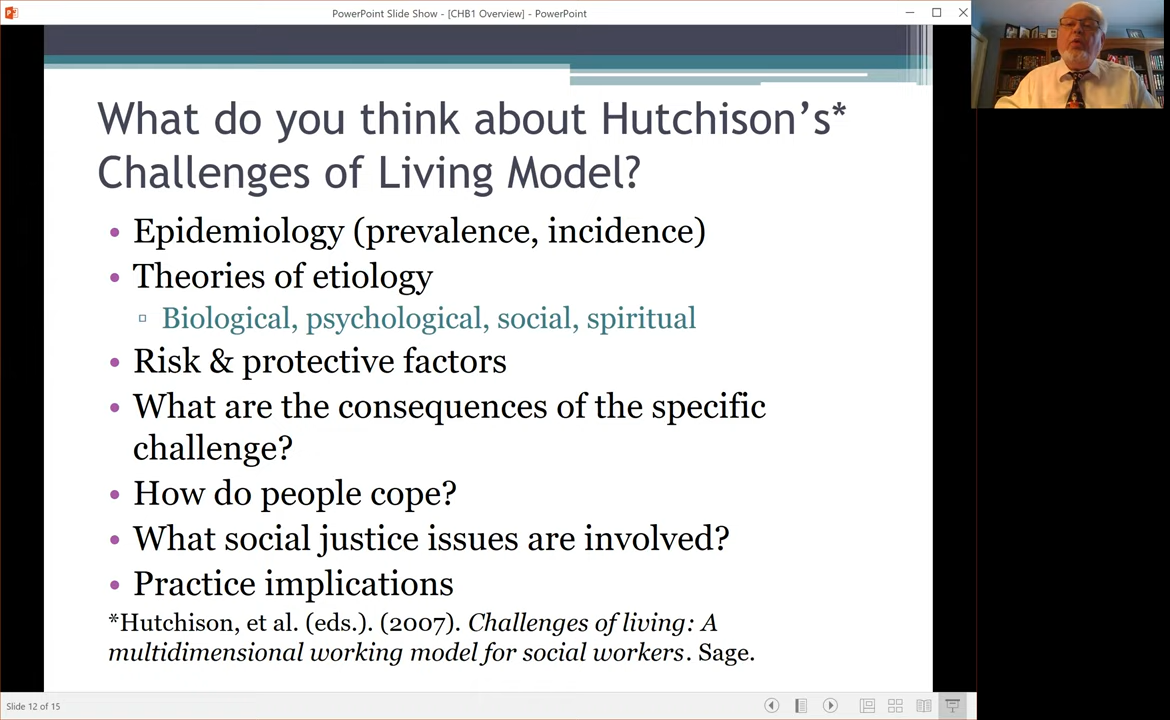 PowerPoint Slide Show - [CHB1 Overview] - PowerPoint
What do you think about Hutchison's*
Challenges of Living Model?
• Epidemiology (prevalence, incidence)
• Theories of etiology
▫ Biological, psychological, social, spiritual
• Risk & protective factors
• What are the consequences of the specific
challenge?
• How do people cope?
• What social justice issues are involved?
• Practice implications
*Hutchison, et al. (eds.). (2007). Challenges of living: A
multidimensional working model for social workers. Sage.
Slide 12 of 15